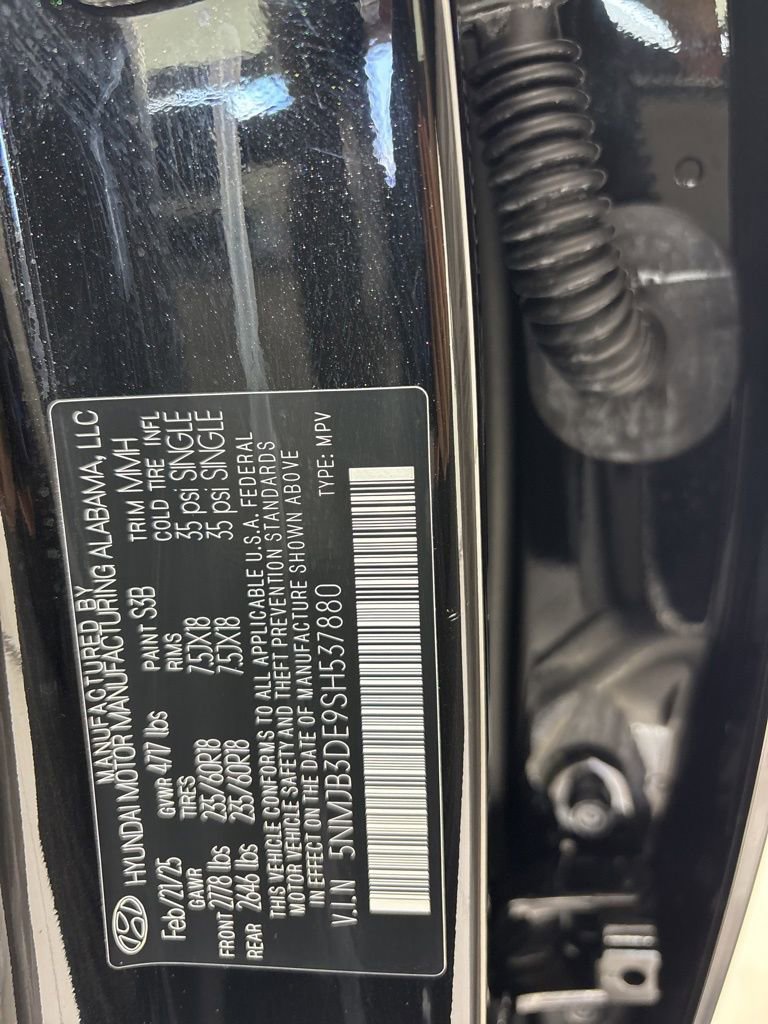 MANUFACTURED BY
HYUNDAI MOTOR MANUFACTURING ALABAMA, LLC
Feb/21/25 GVWR 4717 lbs PAINT S3B TRIM MMH
GAWR TIRES RIMS COLD TIRE INFL
FRONT 2778 lbs 235/60R18 7.5JX18 35 psi SINGLE
REAR 2646 lbs 235/60R18 7.5JX18 35 psi SINGLE
THIS VEHICLE CONFORMS TO ALL APPLICABLE U.S.A. FEDERAL
MOTOR VEHICLE SAFETY AND THEFT PREVENTION STANDARDS
IN EFFECT ON THE DATE OF MANUFACTURE SHOWN ABOVE
V.I.N 5NMJB3DE9SH537880 TYPE: MPV